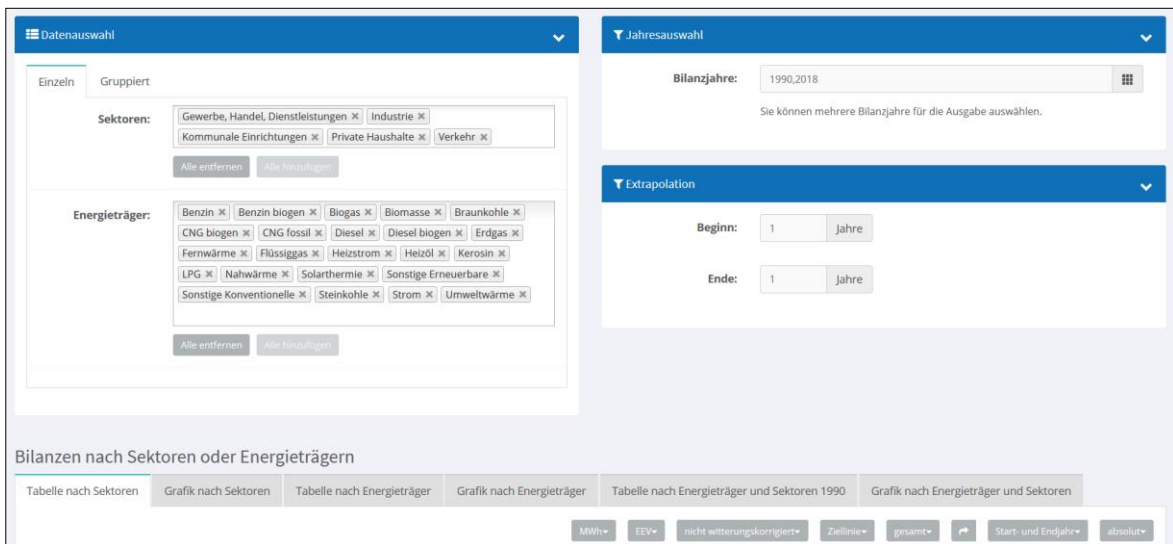 Datenauswahl
Einzeln Gruppiert
Sektoren:
Gewerbe, Handel, Dienstleistungen × Industrie ×
Kommunale Einrichtungen × Private Haushalte × Verkehr ×
Alle entfernen Alle hinzufügen
Energieträger:
Benzin × Benzin biogen × Biogas × Biomasse × Braunkohle ×
CNG biogen × CNG fossil × Diesel × Diesel biogen × Erdgas ×
Fernwärme × Flüssiggas × Heizstrom × Heizöl × Kerosin ×
LPG × Nahwärme × Solarthermie × Sonstige Erneuerbare ×
Sonstige Konventionelle × Steinkohle × Strom × Umweltwärme ×
Alle entfernen Alle hinzufügen
Jahresauswahl
Bilanzjahre: 1990,2018
Sie können mehrere Bilanzjahre für die Ausgabe auswählen.
Extrapolation
Beginn: 1 Jahre
Ende: 1 Jahre
Bilanzen nach Sektoren oder Energieträgern
Tabelle nach Sektoren Grafik nach Sektoren Tabelle nach Energieträger Grafik nach Energieträger Tabelle nach Energieträger und Sektoren 1990 Grafik nach Energieträger und Sektoren
MWh EEV nicht witterungskorrigiert Ziellinie gesamt Start- und Endjahr absolut